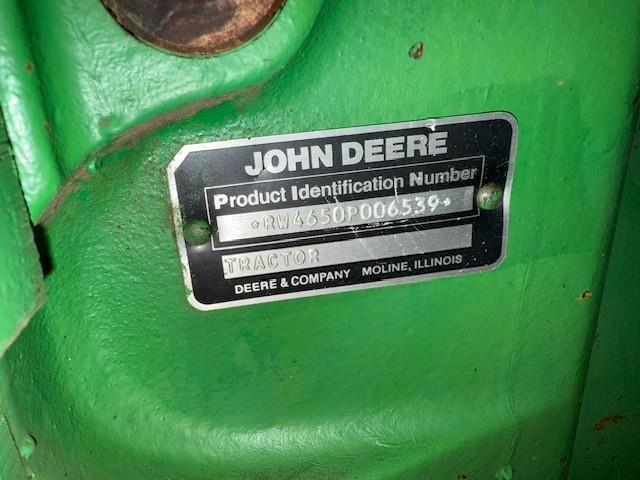 JOHN DEERE
Product Identification Number
*RW4650P006539*
TRACTOR
DEERE & COMPANY MOLINE, ILLINOIS